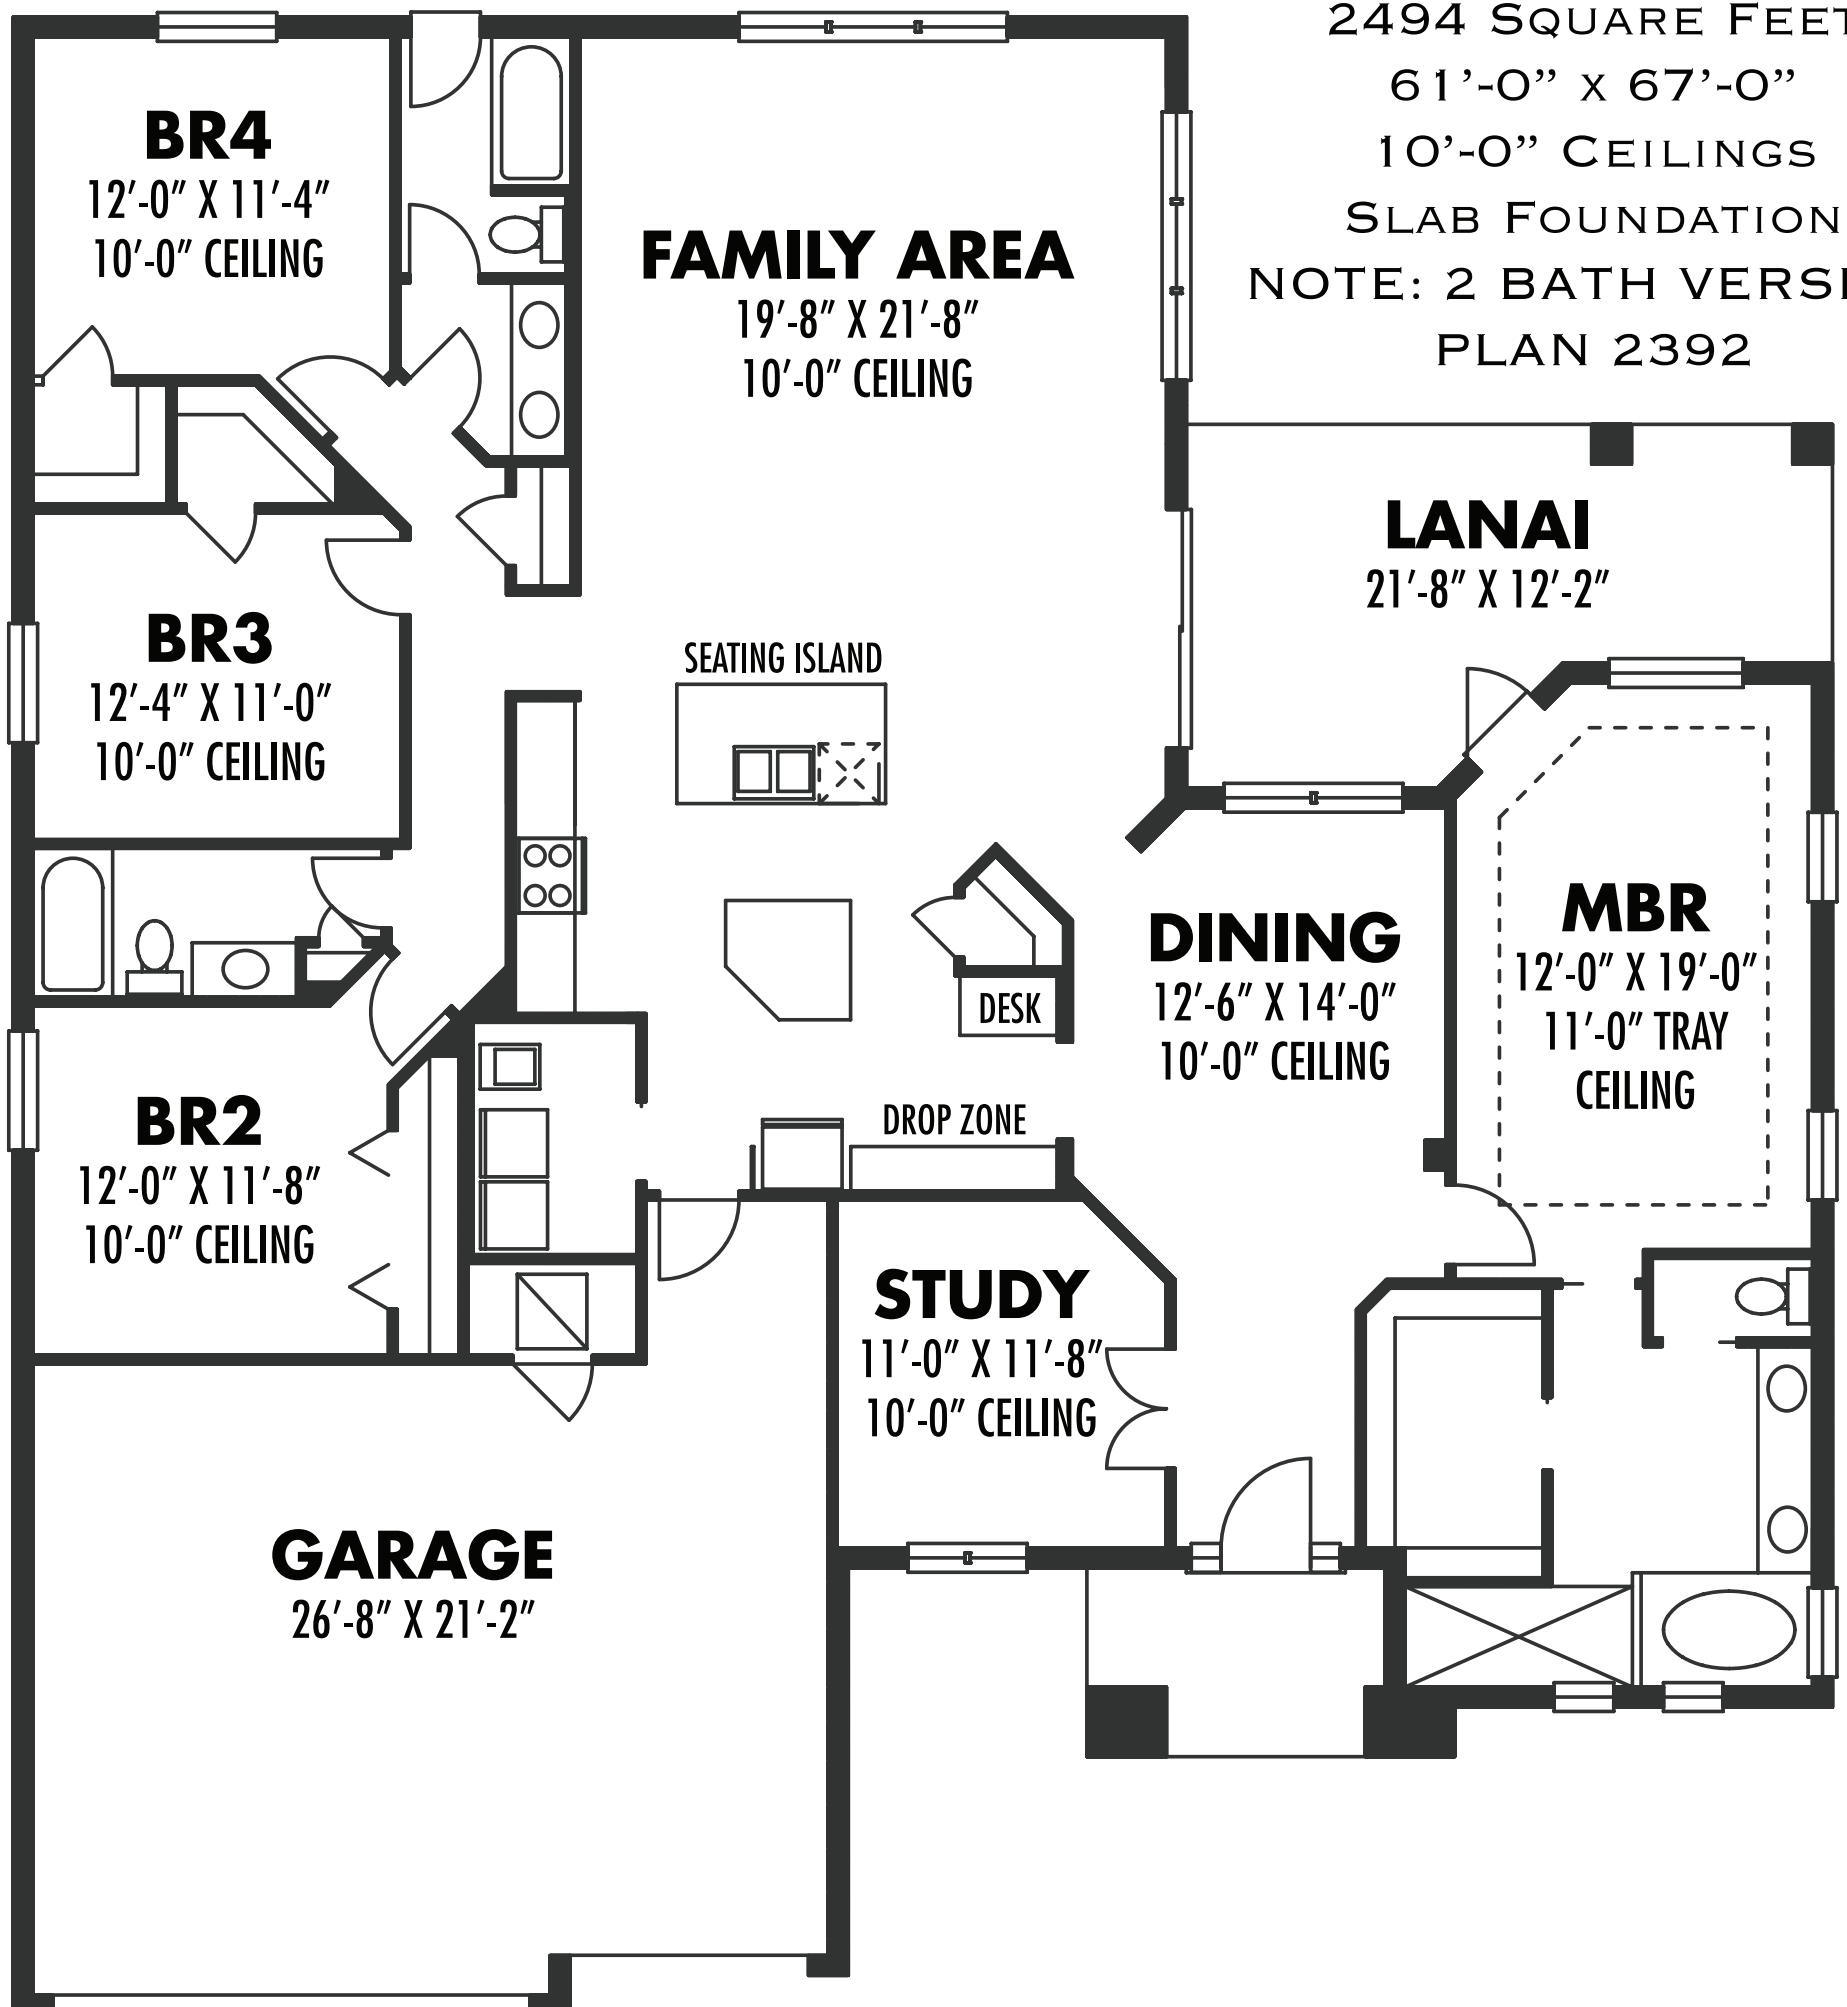 2494 SQUARE FEET
61'-0" X 67'-0"
10'-0" CEILINGS
SLAB FOUNDATION
NOTE: 2 BATH
PLAN 2392
BR4
12'-0" X 11'-4"
10'-0" CEILING
FAMILY AREA
19'-8" X 21'-8"
10'-0" CEILING
LANAI
21'-8" X 12'-2"
BR3
12'-4" X 11'-0"
10'-0" CEILING
SEATING ISLAND
MBR
12'-0" X 19'-0"
11'-0" TRAY
CEILING
DINING
12'-6" X 14'-0"
10'-0" CEILING
DESK
BR2
12'-0" X 11'-8"
10'-0" CEILING
DROP ZONE
STUDY
11'-0" X 11'-8"
10'-0" CEILING
GARAGE
26'-8" X 21'-2"